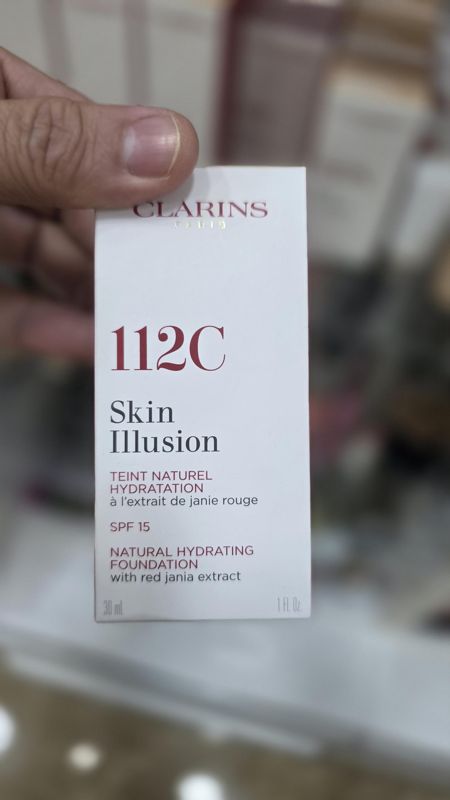 CLARINS
112C
Skin
Illusion
TEINT NATUREL
HYDRATATION
à l'extrait de janie rouge
SPF 15
NATURAL HYDRATING
FOUNDATION
with red jania extract
30 mL 1 Fl. Oz.